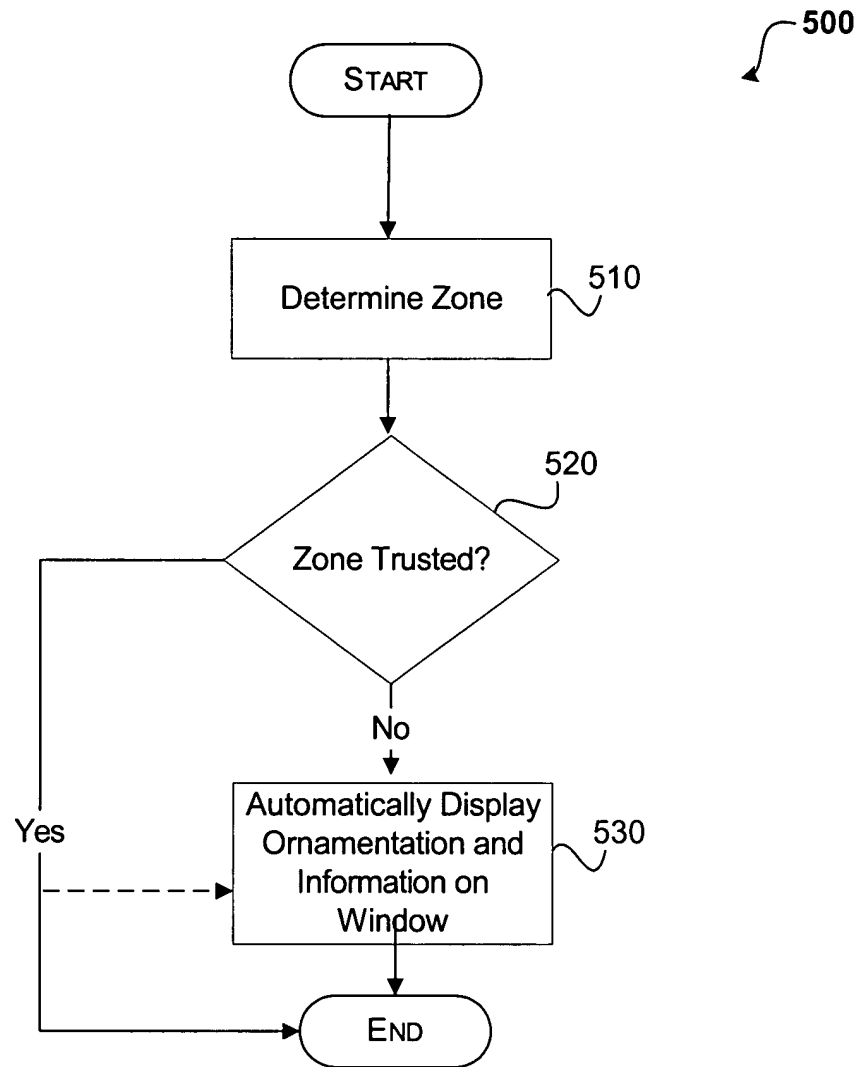 500
START
Determine Zone
510
520
Zone Trusted?
No
Automatically Display
Ornamentation and
Information on
Window
530
Yes
END